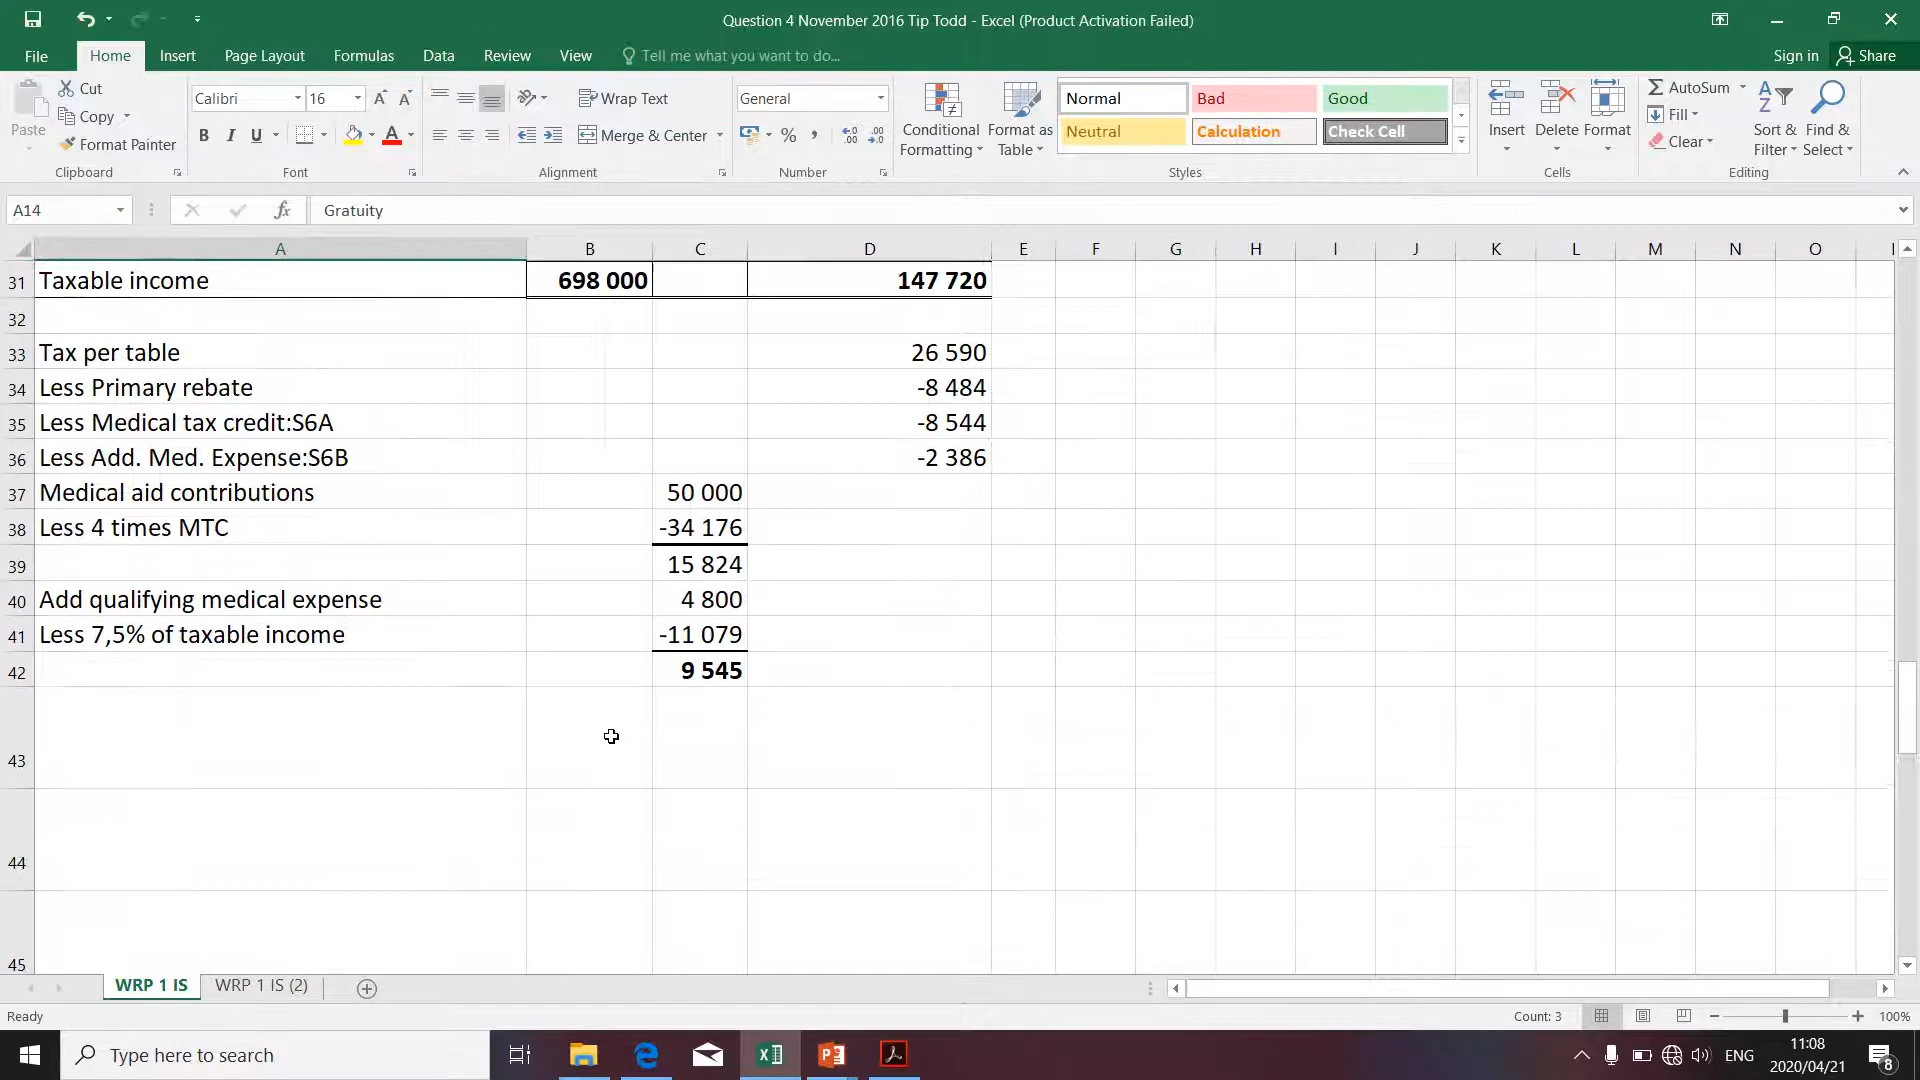 Question 4 November 2016 Tip Todd - Excel (Product Activation Failed)
File Home Insert Page Layout Formulas Data Review View Tell me what you want to do... Sign in Share
Paste Cut Copy Format Painter Clipboard
Calibri 16 B I U Font
Wrap Text Merge & Center Alignment
General % , Number
Conditional Formatting Format as Table
Normal Bad Good
Neutral Calculation Check Cell
Styles
Insert Delete Format Cells
AutoSum Fill Clear Sort & Filter Find & Select Editing
A14 fx Gratuity
A B C D E F G H I J K L M N O
31 Taxable income 698 000 147 720
32
33 Tax per table 26 590
34 Less Primary rebate -8 484
35 Less Medical tax credit:S6A -8 544
36 Less Add. Med. Expense:S6B -2 386
37 Medical aid contributions 50 000
38 Less 4 times MTC -34 176
39 15 824
40 Add qualifying medical expense 4 800
41 Less 7,5% of taxable income -11 079
42 9 545
43
44
45
WRP 1 IS WRP 1 IS (2)
Ready Count: 3 100%
Type here to search ENG 11:08
2020/04/21 8